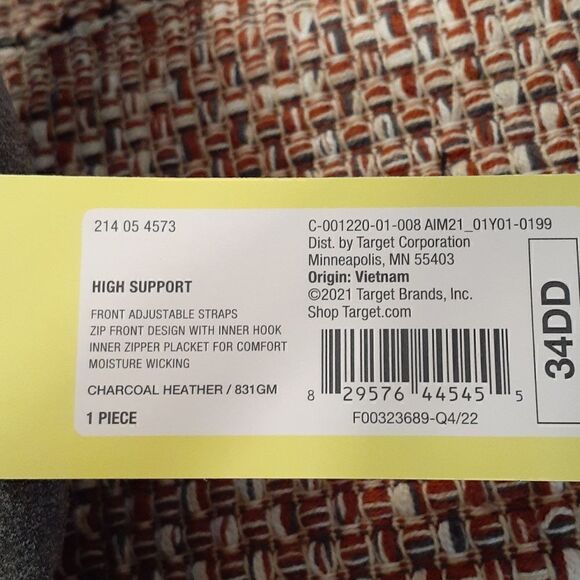 214 05 4573
HIGH SUPPORT
FRONT ADJUSTABLE STRAPS
ZIP FRONT DESIGN WITH INNER HOOK
INNER ZIPPER PLACKET FOR COMFORT
MOISTURE WICKING
CHARCOAL HEATHER / 831GM
1 PIECE
C-001220-01-008 AIM21_01Y01-0199
Dist. by Target Corporation
Minneapolis, MN 55403
Origin: Vietnam
©2021 Target Brands, Inc.
Shop Target.com
8 29576 44545 5
F00323689-Q4/22
34DD